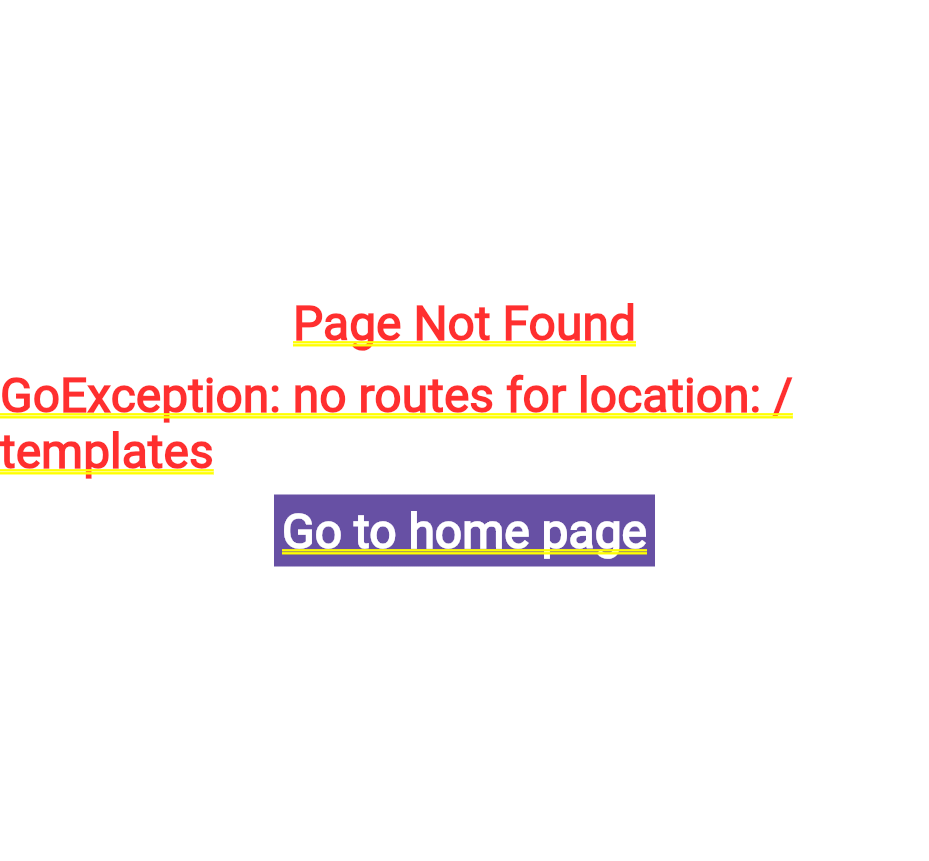 Page Not Found
GoException: no routes for location: /
templates
Go to home page